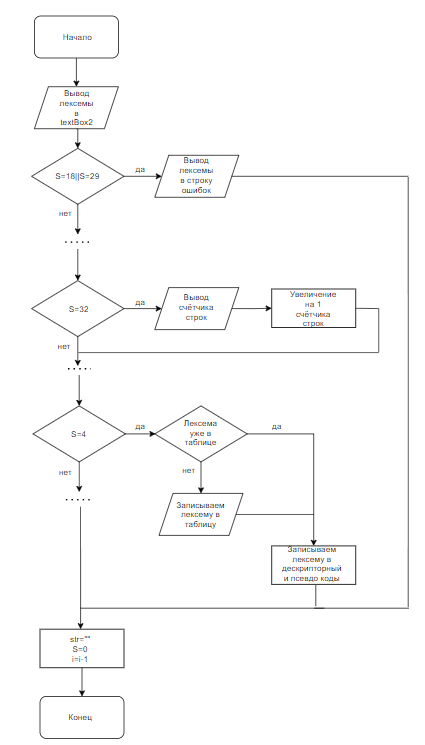 Начало
Вывод
лексемы
в
textBox2
S=18||S=29
да
Вывод
лексемы
в строку
ошибок
нет
.....
S=32
да
Вывод
счётчика
строк
Увеличение
на 1
счётчика
строк
нет
.....
S=4
да
Лексема
уже в
таблице
да
нет
нет
.....
Записываем
лексему в
таблицу
Записываем
лексему в
дескрипторный
и псевдо коды
str=""
S=0
i=i-1
Конец